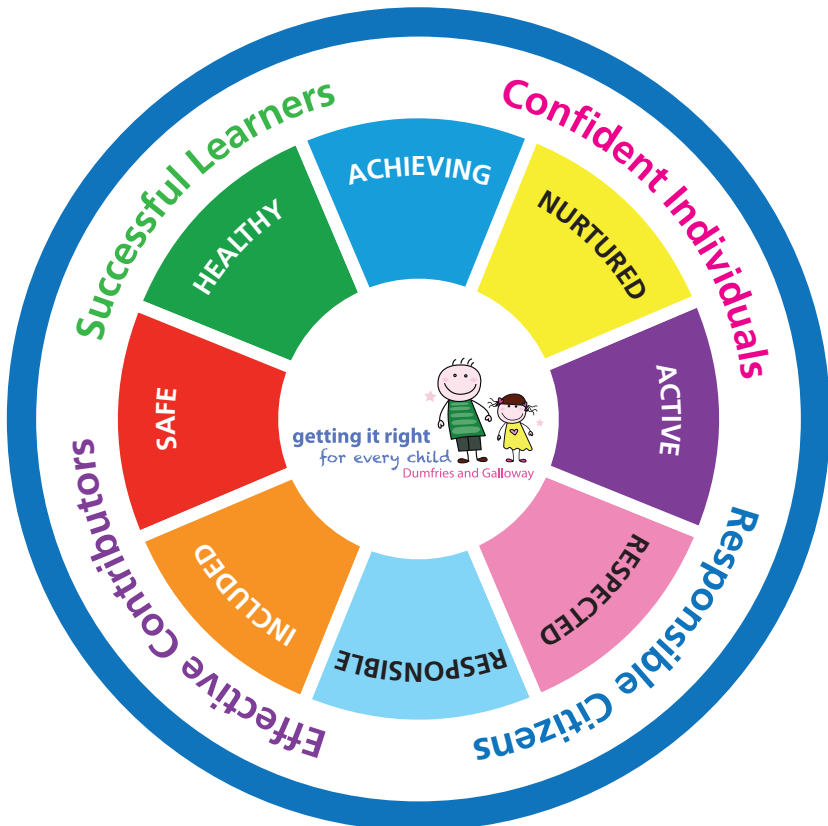 Successful Learners
Confident Individuals
Responsible Citizens
Effective Contributors
ACHIEVING
NURTURED
ACTIVE
RESPECTED
RESPONSIBLE
INCLUDED
SAFE
HEALTHY
getting it right
for every child
Dumfries and Galloway